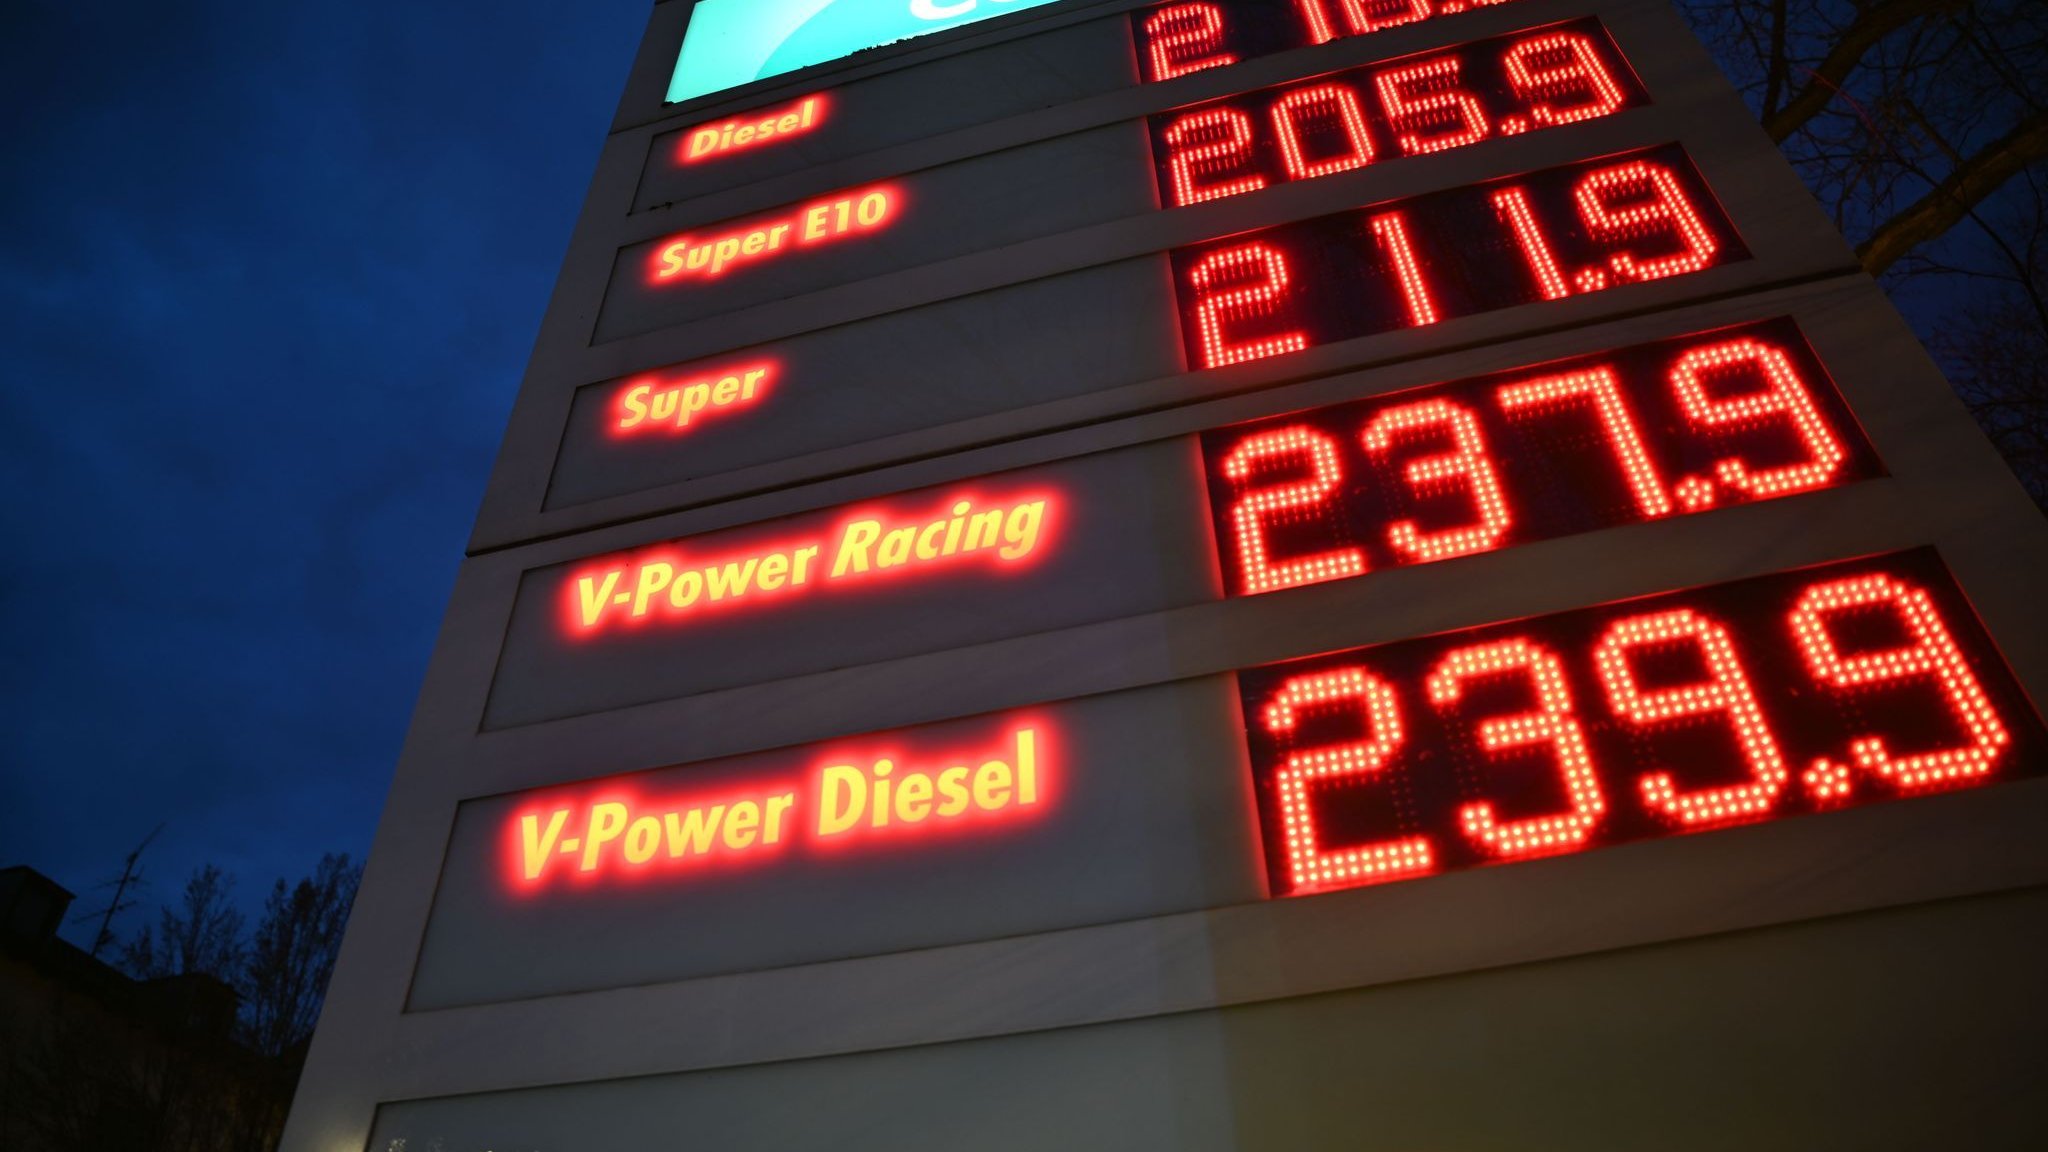 Diesel
Super E10 205.9
Super 211.9
V-Power Racing 237.9
V-Power Diesel 239.9